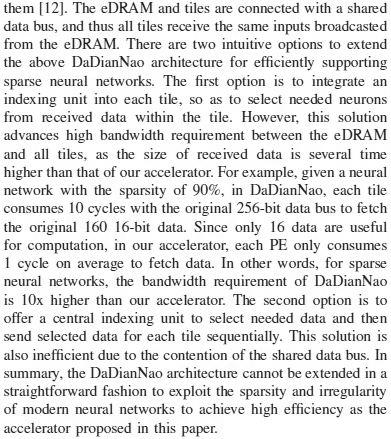 them [12]. The eDRAM and tiles are connected with a shared
data bus, and thus all tiles receive the same inputs broadcasted
from the eDRAM. There are two intuitive options to extend
the above DaDianNao architecture for efficiently supporting
sparse neural networks. The first option is to integrate an
indexing unit into each tile, so as to select needed neurons
from received data within the tile. However, this solution
advances high bandwidth requirement between the eDRAM
and all tiles, as the size of received data is several time
higher than that of our accelerator. For example, given a neural
network with the sparsity of 90%, in DaDianNao, each tile
consumes 10 cycles with the original 256-bit data bus to fetch
the original 160 16-bit data. Since only 16 data are useful
for computation, in our accelerator, each PE only consumes
1 cycle on average to fetch data. In other words, for sparse
neural networks, the bandwidth requirement of DaDianNao
is 10x higher than our accelerator. The second option is to
offer a central indexing unit to select needed data and then
send selected data for each tile sequentially. This solution is
also inefficient due to the contention of the shared data bus. In
summary, the DaDianNao architecture cannot be extended in a
straightforward fashion to exploit the sparsity and irregularity
of modern neural networks to achieve high efficiency as the
accelerator proposed in this paper.